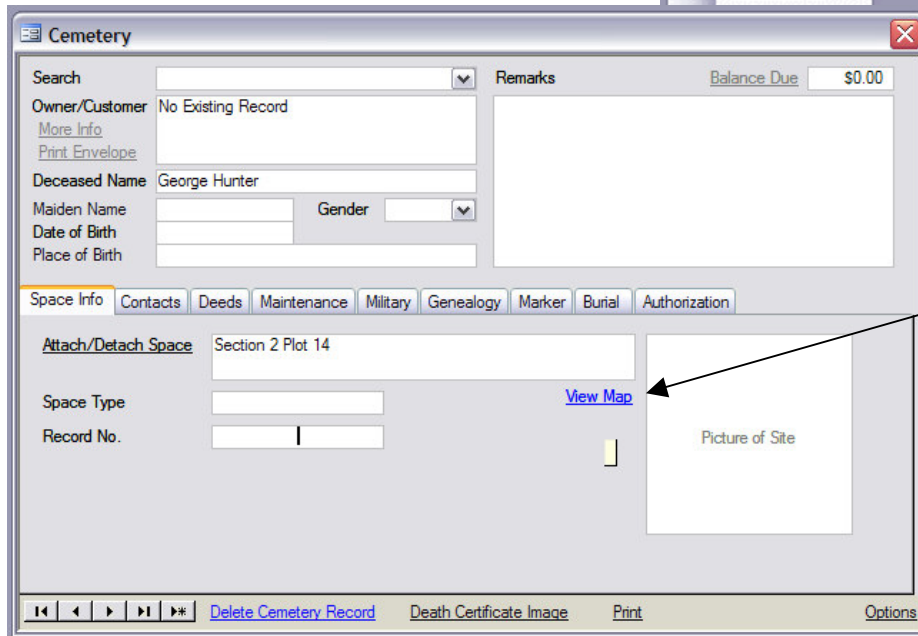 Cemetery
Search
Remarks
Balance Due $0.00
Owner/Customer No Existing Record
More Info
Print Envelope
Deceased Name George Hunter
Maiden Name
Gender
Date of Birth
Place of Birth
Space Info Contacts Deeds Maintenance Military Genealogy Marker Burial Authorization
Attach/Detach Space Section 2 Plot 14
Space Type
View Map
Record No.
Picture of Site
Delete Cemetery Record Death Certificate Image Print Options